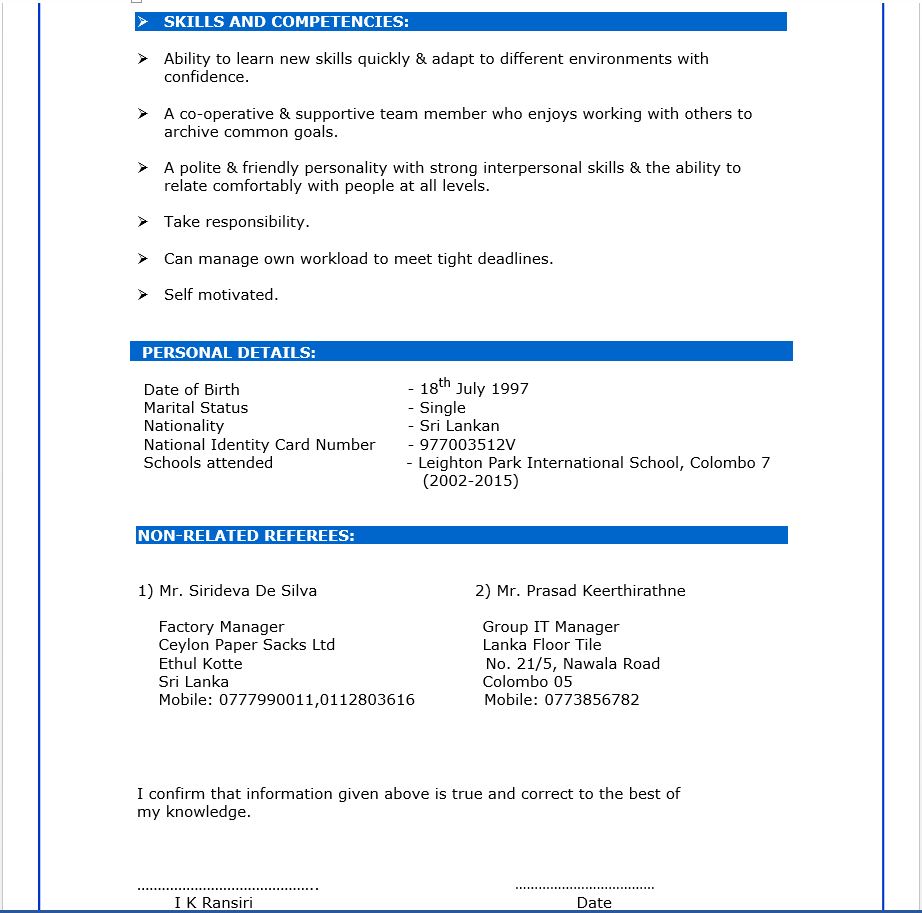 ➢ SKILLS AND COMPETENCIES:
➢ Ability to learn new skills quickly & adapt to different environments with
confidence.
➢ A co-operative & supportive team member who enjoys working with others to
archive common goals.
➢ A polite & friendly personality with strong interpersonal skills & the ability to
relate comfortably with people at all levels.
➢ Take responsibility.
➢ Can manage own workload to meet tight deadlines.
➢ Self motivated.
PERSONAL DETAILS:
Date of Birth - 18th July 1997
Marital Status - Single
Nationality - Sri Lankan
National Identity Card Number - 977003512V
Schools attended - Leighton Park International School, Colombo 7
(2002-2015)
NON-RELATED REFEREES:
1) Mr. Sirideva De Silva 2) Mr. Prasad Keerthirathne
Factory Manager Group IT Manager
Ceylon Paper Sacks Ltd Lanka Floor Tile
Ethul Kotte No. 21/5, Nawala Road
Sri Lanka Colombo 05
Mobile: 0777990011,0112803616 Mobile: 0773856782
I confirm that information given above is true and correct to the best of
my knowledge.
…………………………………….. ………………………………
I K Ransiri Date